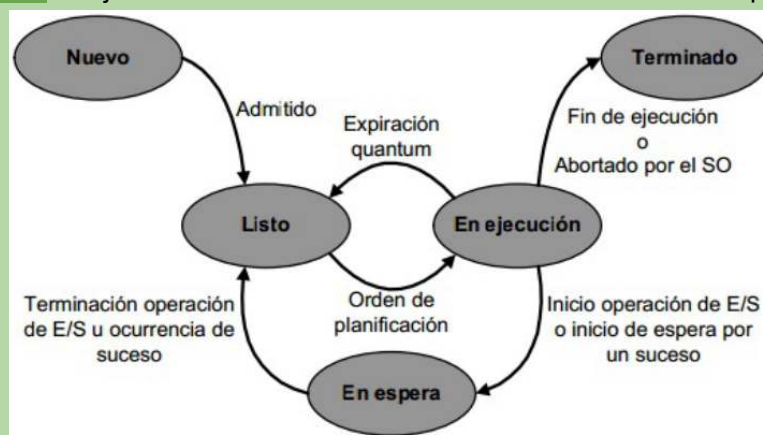 Nuevo
Terminado
Admitido
Expiración
quantum
Fin de ejecución
o
Abortado por el SO
Listo
En ejecución
Terminación operación
de E/S u ocurrencia de
suceso
Orden de
planificación
Inicio operación de E/S
o inicio de espera por
un suceso
En espera